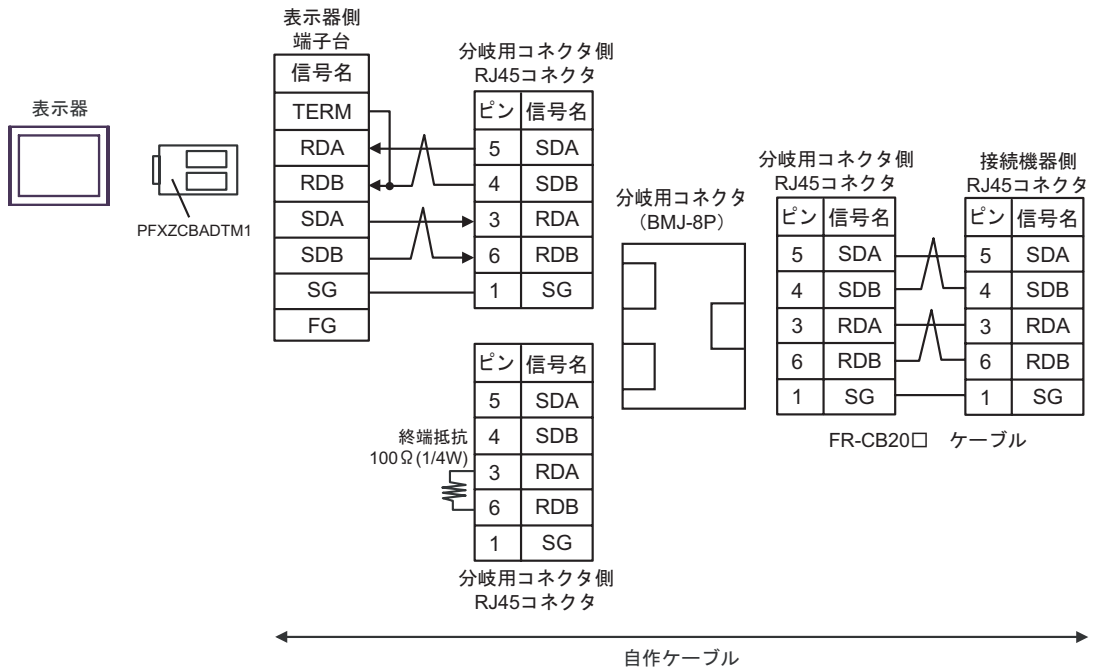 表示器
PFXZCBADTM1
表示器側
端子台
信号名
TERM
RDA
RDB
SDA
SDB
SG
FG
分岐用コネクタ側
RJ45コネクタ
ピン 信号名
5 SDA
4 SDB
3 RDA
6 RDB
1 SG
終端抵抗
100Ω(1/4W)
ピン 信号名
5 SDA
4 SDB
3 RDA
6 RDB
1 SG
分岐用コネクタ側
RJ45コネクタ
分岐用コネクタ
(BMJ-8P)
分岐用コネクタ側
RJ45コネクタ
ピン 信号名
5 SDA
4 SDB
3 RDA
6 RDB
1 SG
接続機器側
RJ45コネクタ
ピン 信号名
5 SDA
4 SDB
3 RDA
6 RDB
1 SG
FR-CB20□ ケーブル
自作ケーブル